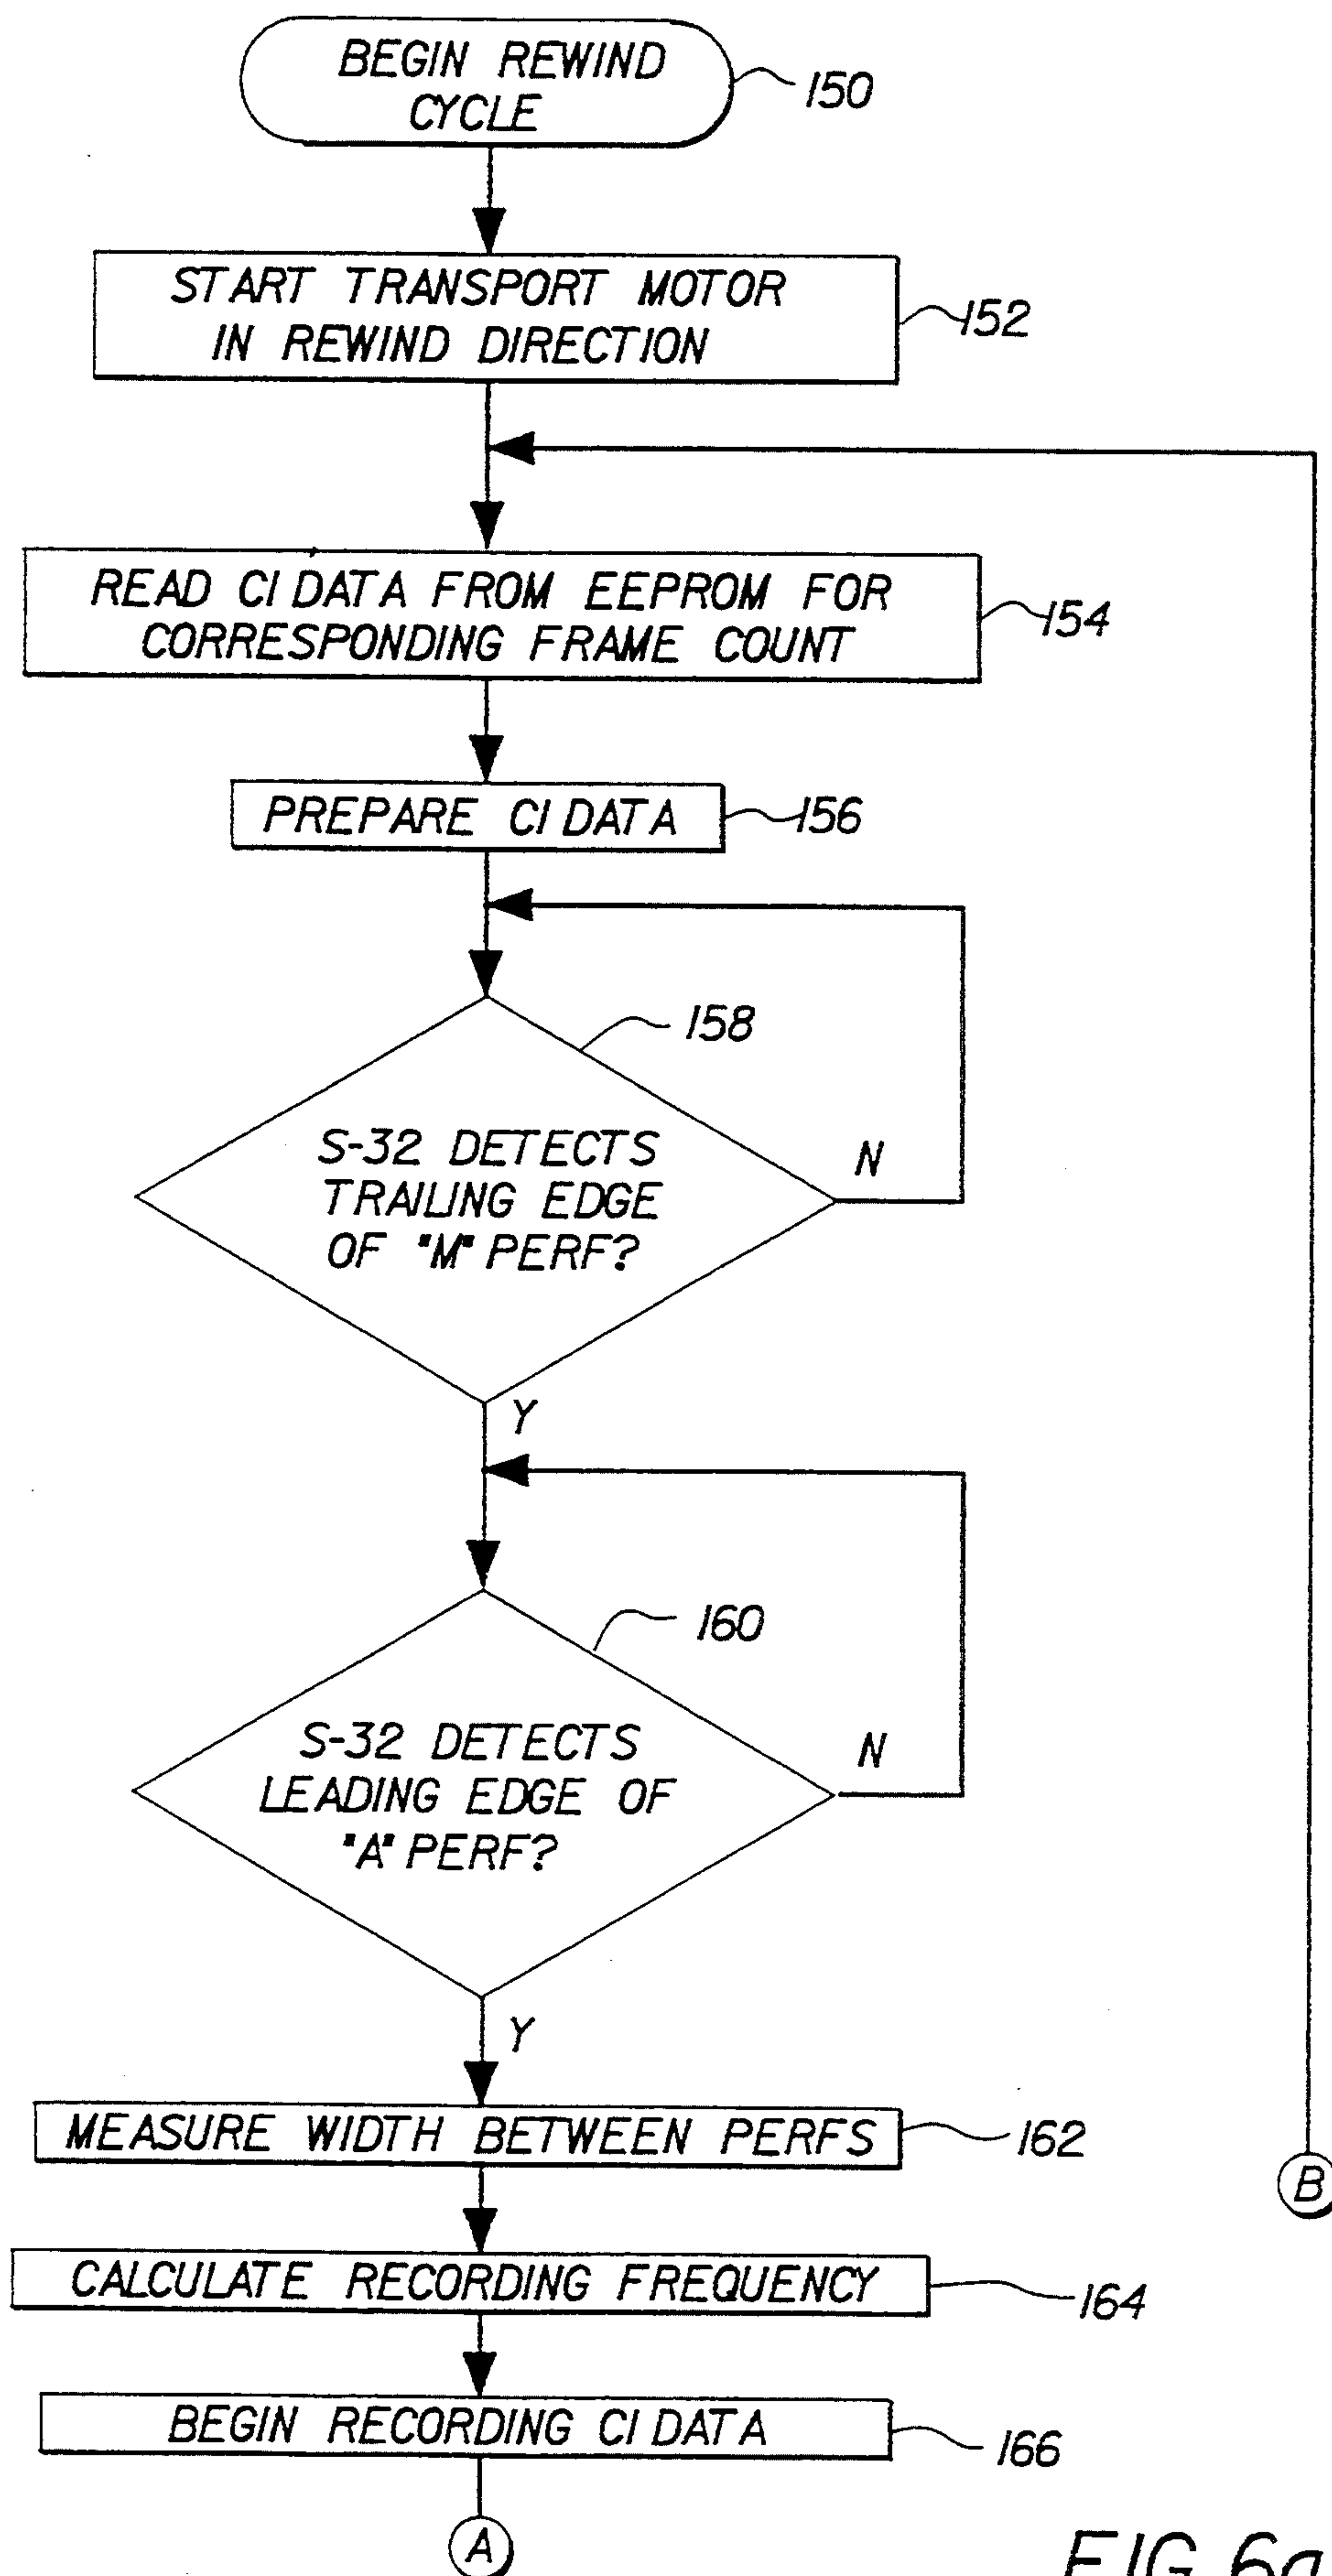 BEGIN REWIND
CYCLE
150
START TRANSPORT MOTOR
IN REWIND DIRECTION
152
READ CI DATA FROM EEPROM FOR
CORRESPONDING FRAME COUNT
154
PREPARE CI DATA
156
158
S-32 DETECTS
TRAILING EDGE
OF "M" PERF?
N
Y
160
S-32 DETECTS
LEADING EDGE OF
"A" PERF?
N
Y
MEASURE WIDTH BETWEEN PERFS
162
B
CALCULATE RECORDING FREQUENCY
164
BEGIN RECORDING CI DATA
166
A
FIG. 6a